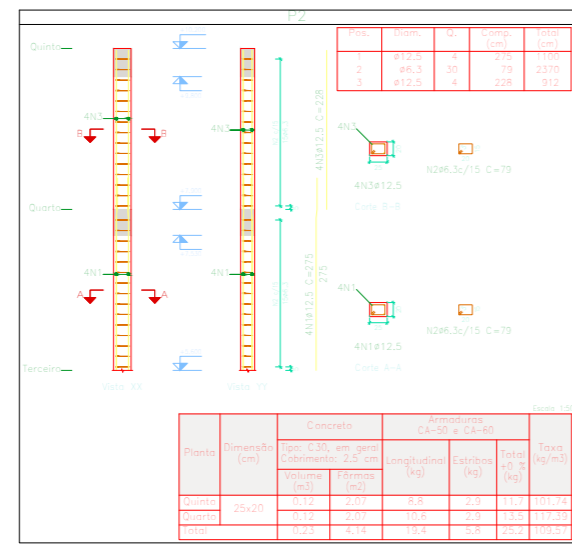 P2
Pos. Diam. Q. Comp. (cm) Total (cm)
1 ø12.5 4 275 1100
2 ø6.3 30 79 2370
3 ø12.5 4 228 912
Quinto
4N3
B B
4N3
4N3ø12.5 C=228
4N3
4N3ø12.5
N2ø6.3c/15 C=79
Corte B-B
Quarto
4N1
A A
4N1
4N1ø12.5 C=275
275
4N1
4N1ø12.5
N2ø6.3c/15 C=79
Corte A-A
Terceiro
Vista XX
Vista YY
Escala 1:50
Planta
Dimensão (cm)
Concreto
Tipo: C30, em geral
Cobrimento: 2.5 cm
Volume (m3)
Fôrmas (m2)
Armaduras
CA-50 e CA-60
Longitudinal (kg)
Estribos (kg)
Total +0 % (kg)
Taxa (kg/m3)
Quinto 25x20 0.12 2.07 8.8 2.9 11.7 101.74
Quarto 0.12 2.07 10.6 2.9 13.5 117.39
Total 0.23 4.14 19.4 5.8 25.2 109.57